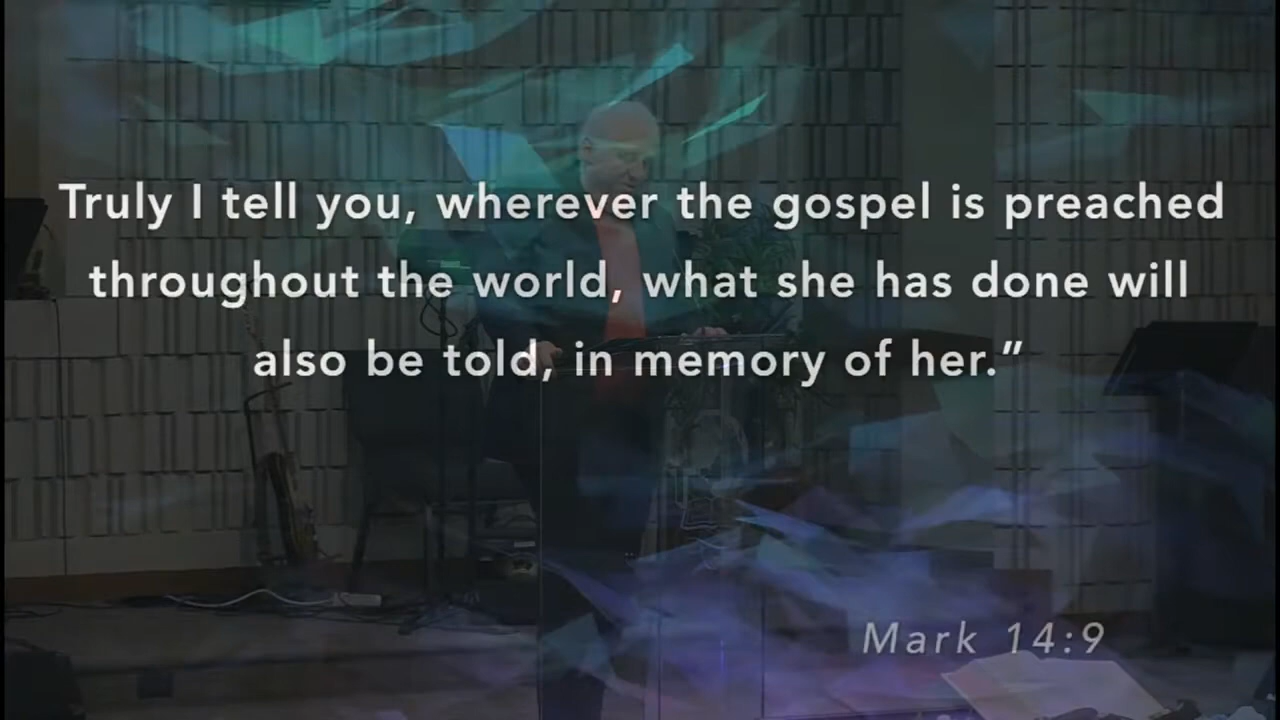 Truly I tell you, wherever the gospel is preached
throughout the world, what she has done will
also be told, in memory of her.”
Mark 14:9